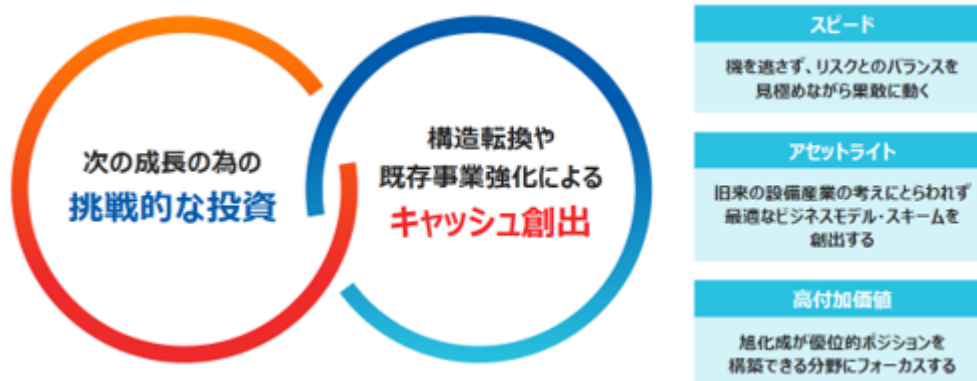 次の成長の為の
挑戦的な投資
構造転換や
既存事業強化による
キャッシュ創出
スピード
機を逃さず、リスクとのバランスを
見極めながら果敢に動く
アセットライト
旧来の設備産業の考えにとらわれず
最適なビジネスモデル・スキームを
創出する
高付加価値
旭化成が優位的ポジションを
構築できる分野にフォーカスする